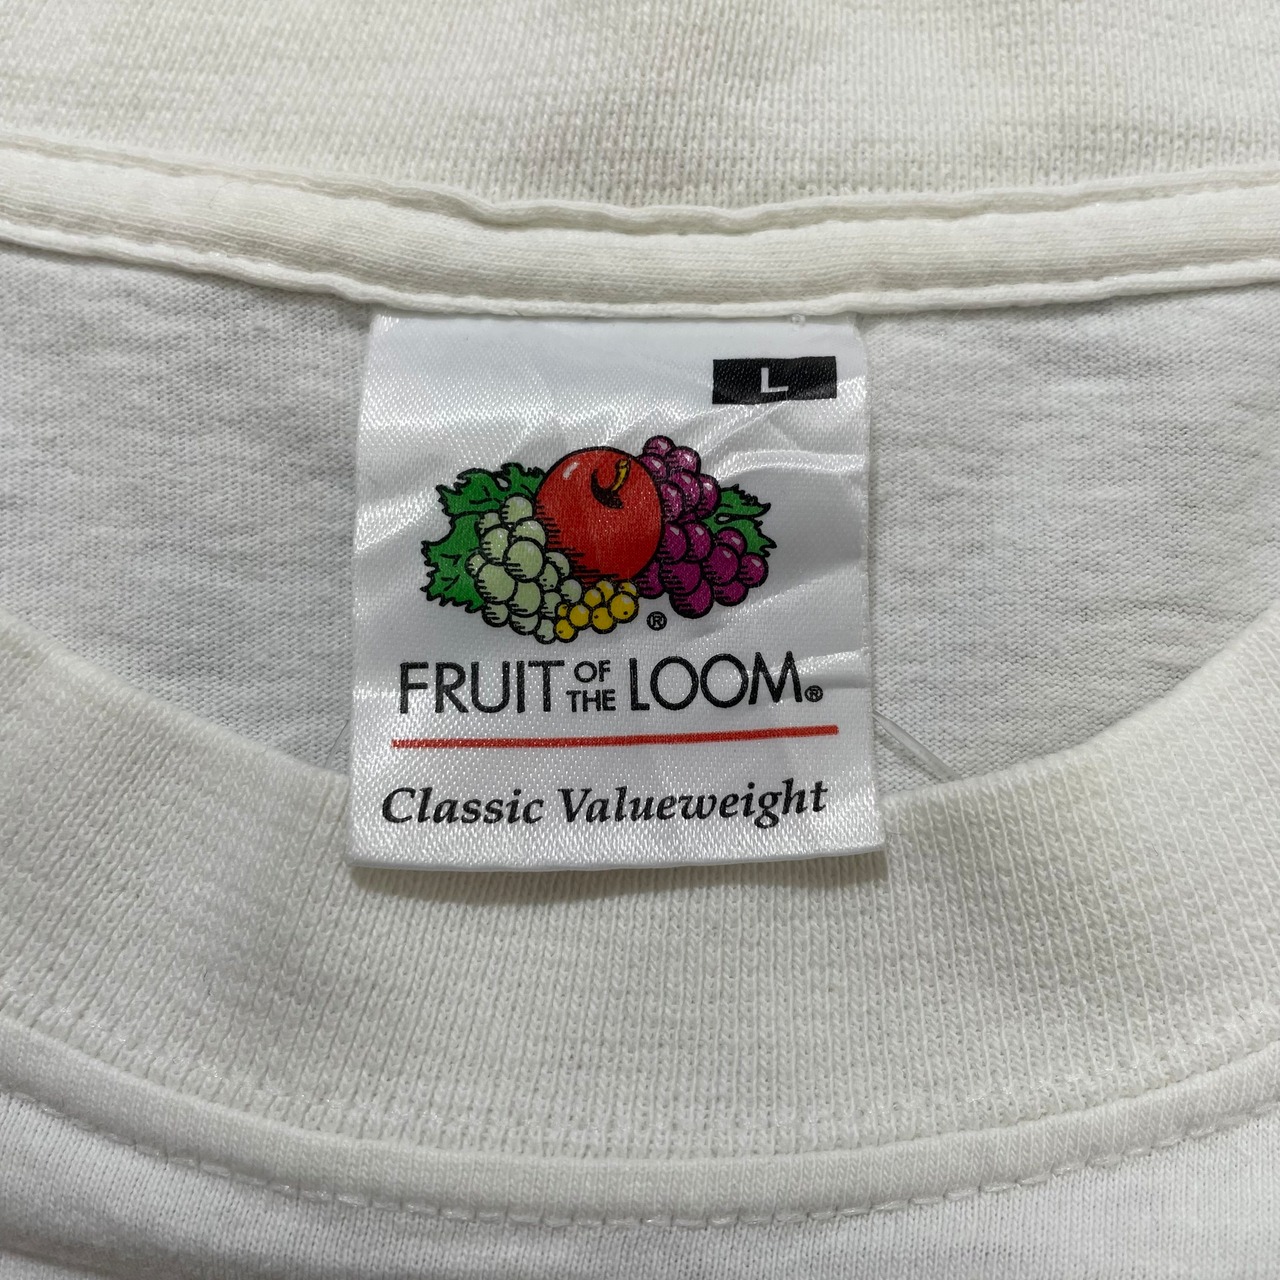 L
®
FRUIT OF THE LOOM®
Classic Valueweight